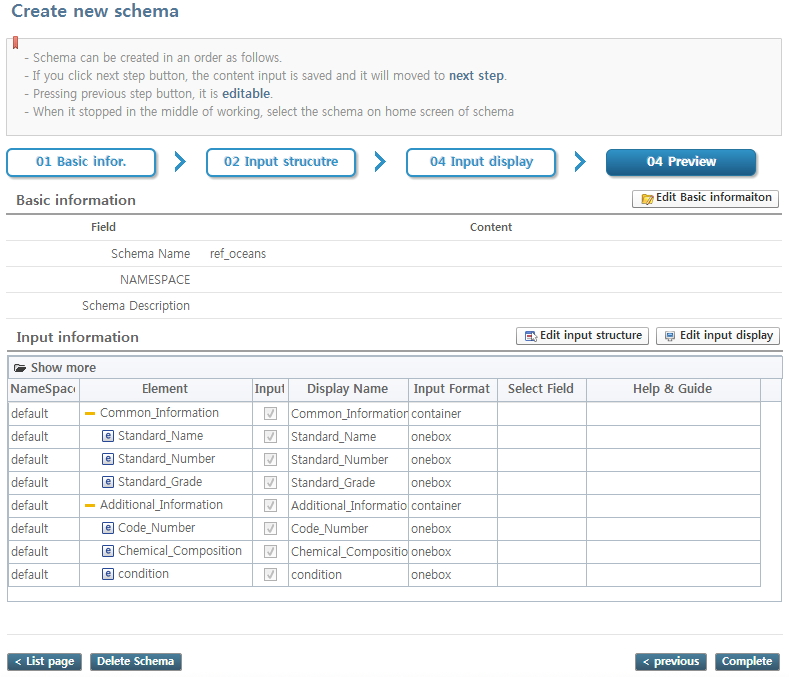 Create new schema
- Schema can be created in an order as follows.
- If you click next step button, the content input is saved and it will moved to next step.
- Pressing previous step button, it is editable.
- When it stopped in the middle of working, select the schema on home screen of schema
01 Basic infor. 02 Input strucutre 04 Input display 04 Preview
Basic information Edit Basic informaiton
Field Content
Schema Name ref_oceans
NAMESPACE
Schema Description
Input information Edit input structure Edit input display
Show more
NameSpac Element Input Display Name Input Format Select Field Help & Guide
default Common_Information Common_Information container
default e Standard_Name Standard_Name onebox
default e Standard_Number Standard_Number onebox
default e Standard_Grade Standard_Grade onebox
default Additional_Information Additional_Informatio container
default e Code_Number Code_Number onebox
default e Chemical_Composition Chemical_Compositio onebox
default e condition condition onebox
< List page Delete Schema < previous Complete